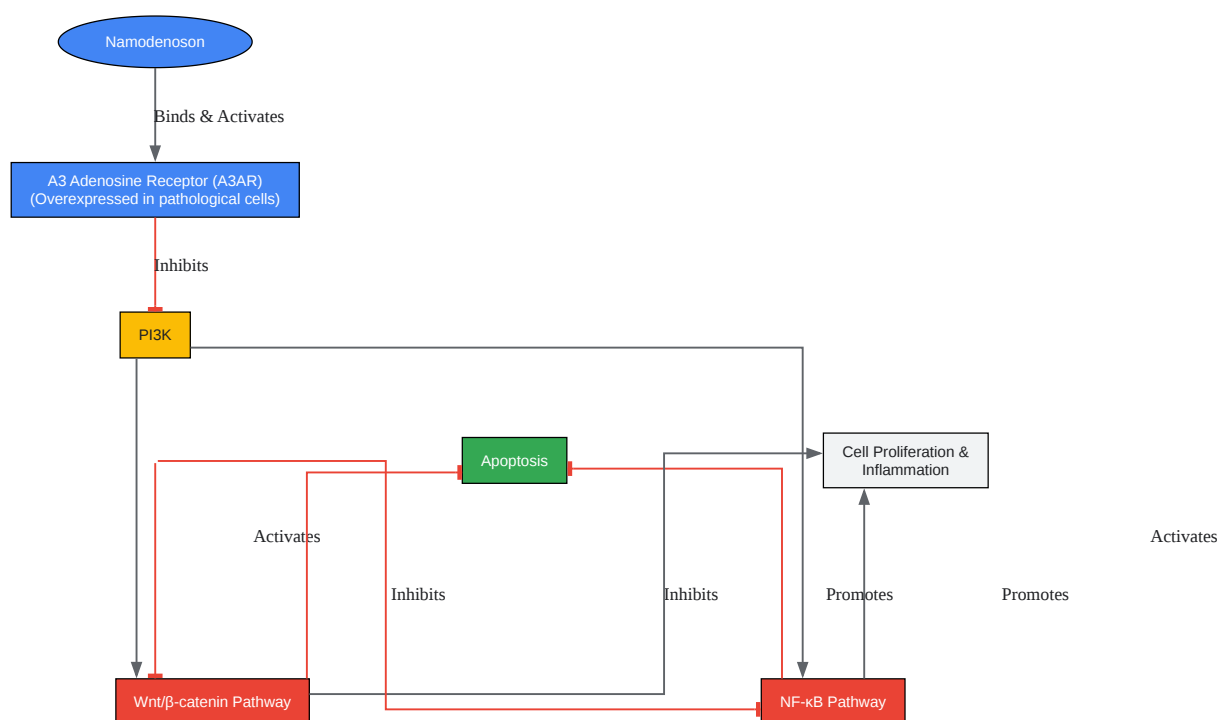 Namodenoson
Binds & Activates
A3 Adenosine Receptor (A3AR)
(Overexpressed in pathological cells)
Inhibits
PI3K
Apoptosis
Cell Proliferation &
Inflammation
Activates
Activates
Inhibits
Inhibits
Promotes
Promotes
Wnt/β-catenin Pathway
NF-κB Pathway